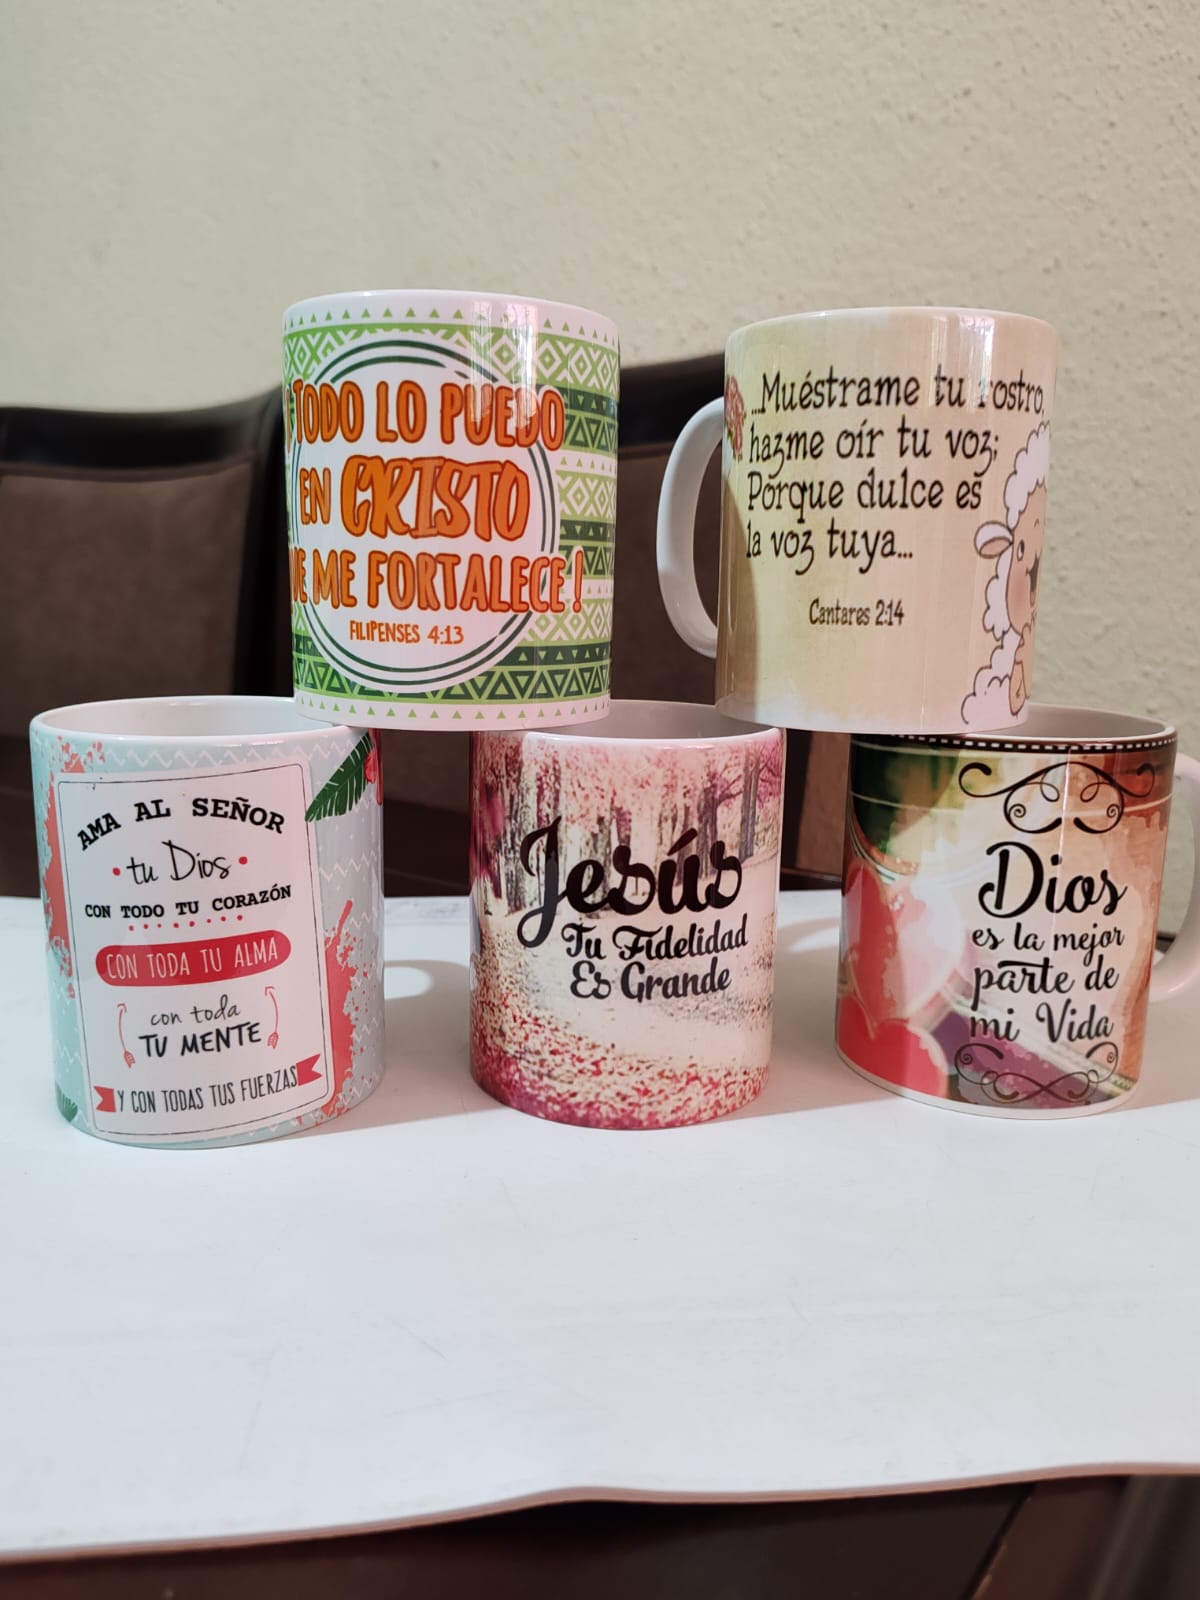 ¡TODO LO PUEDO
EN CRISTO
UE ME FORTALECE!
FILIPENSES 4:13
...Muéstrame tu rostro,
hazme oír tu voz;
Porque dulce es
la voz tuya...
Cantares 2:14
AMA AL SEÑOR
tu Dios
CON TODO TU CORAZÓN
CON TODA TU ALMA
con toda
TU MENTE
Y CON TODAS TUS FUERZAS
Jesús
Tu Fidelidad
Es Grande
Dios
es la mejor
parte de
mi Vida